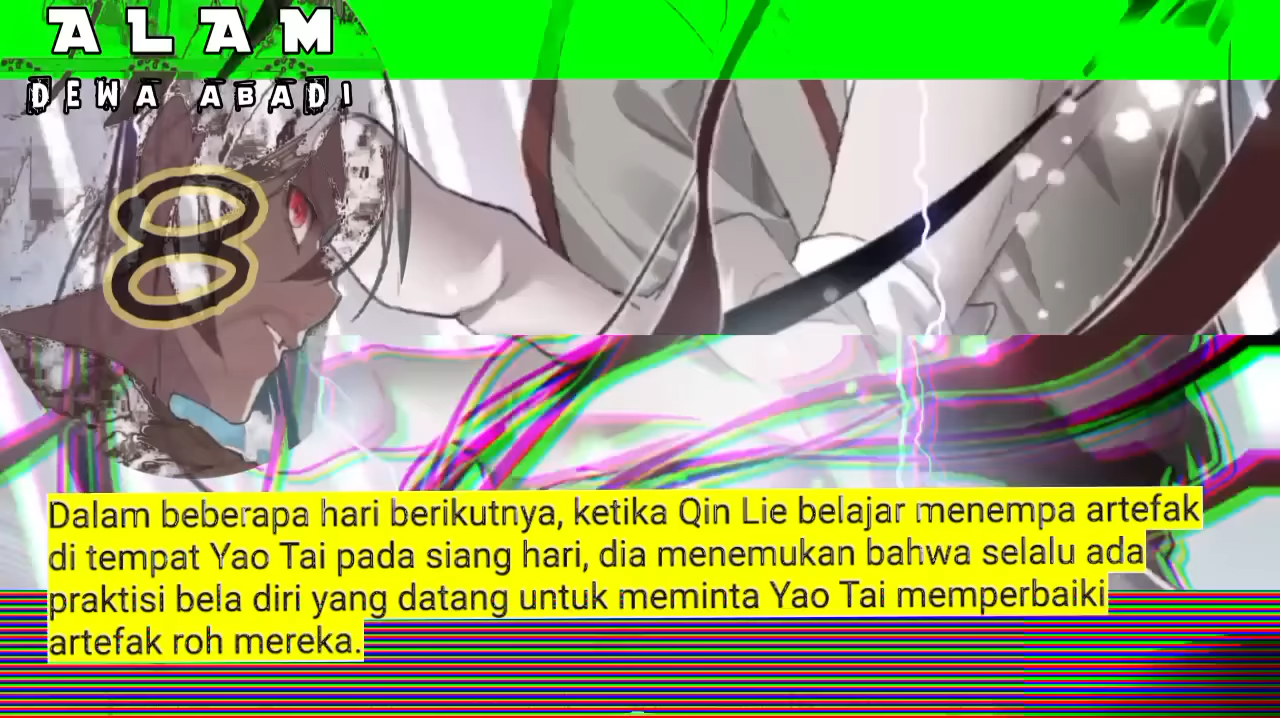 ALAM
DEWA ABADI
8
Dalam beberapa hari berikutnya, ketika Qin Lie belajar menempa artefak
di tempat Yao Tai pada siang hari, dia menemukan bahwa selalu ada
praktisi bela diri yang datang untuk meminta Yao Tai memperbaiki
artefak roh mereka.